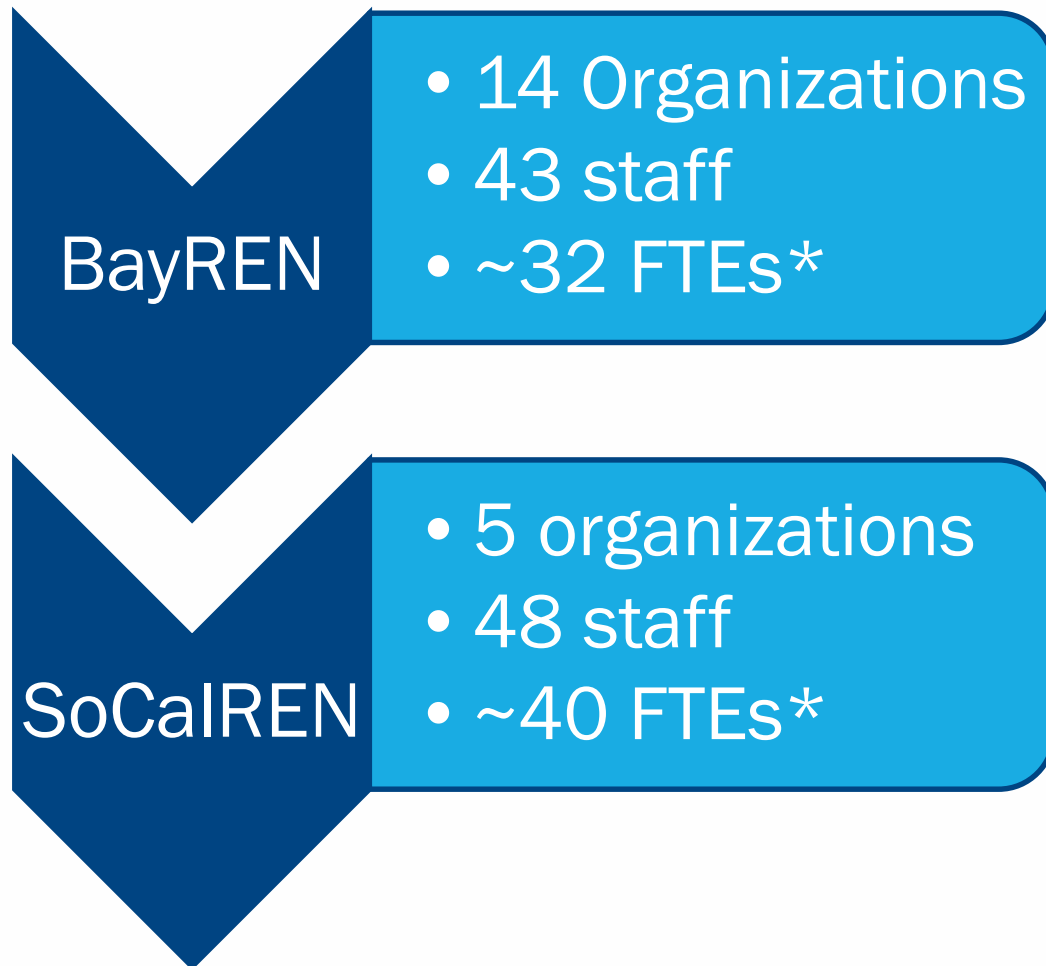 BayREN
• 14 Organizations
• 43 staff
• ~32 FTEs*
SoCalREN
• 5 organizations
• 48 staff
• ~40 FTEs*